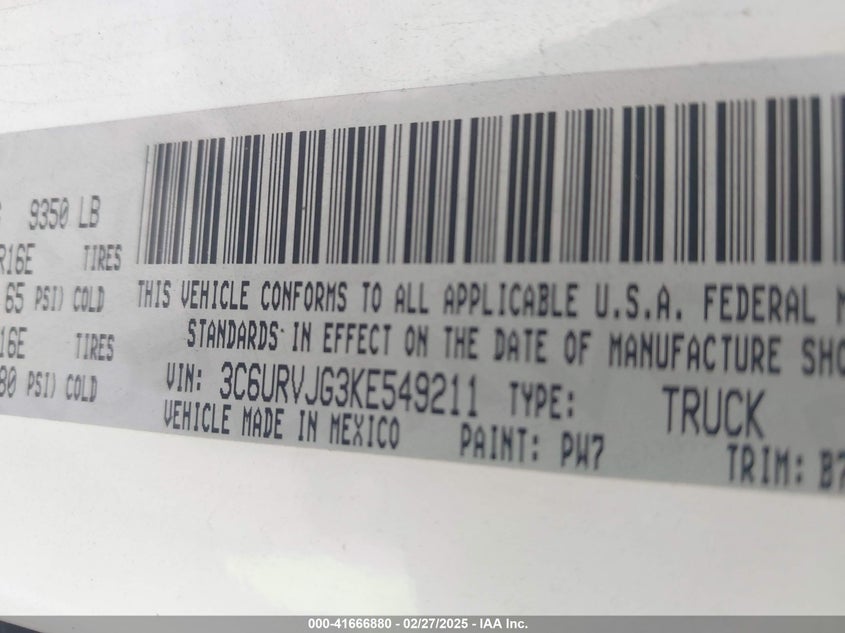 9350 LB
R16E TIRES
65 PSI) COLD
16E TIRES
80 PSI) COLD
THIS VEHICLE CONFORMS TO ALL APPLICABLE U.S.A. FEDERAL M
STANDARDS IN EFFECT ON THE DATE OF MANUFACTURE SHO
VIN: 3C6URVJG3KE549211 TYPE: TRUCK
VEHICLE MADE IN MEXICO PAINT: PW7 TRIM: B7
000-41666880 - 02/27/2025 - IAA Inc.